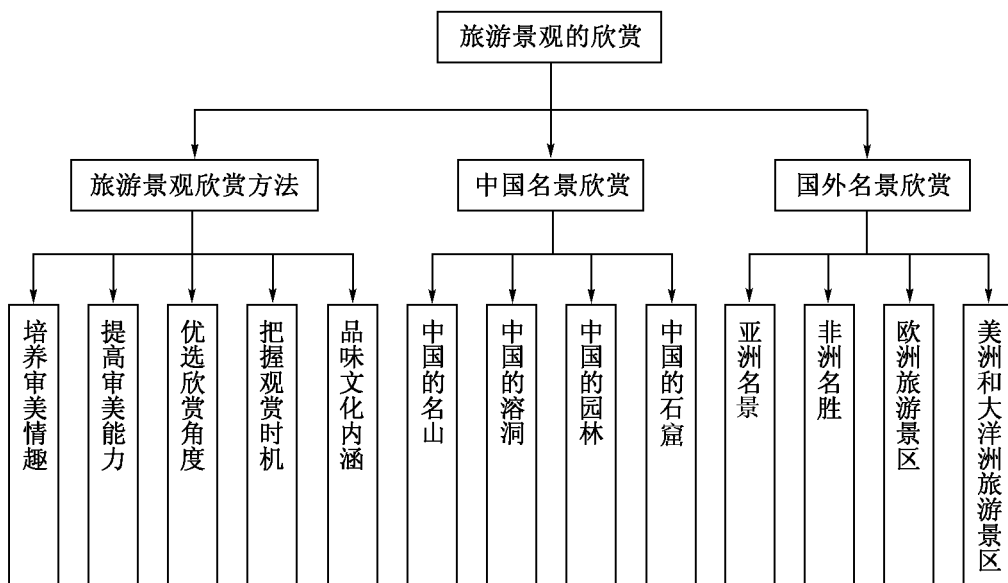 旅游景观的欣赏
旅游景观欣赏方法
中国名景欣赏
国外名景欣赏
培养审美情趣
提高审美能力
优选欣赏角度
把握观赏时机
品味文化内涵
中国的名山
中国的溶洞
中国的园林
中国的石窟
亚洲名景
非洲名胜
欧洲旅游景区
美洲和大洋洲旅游景区